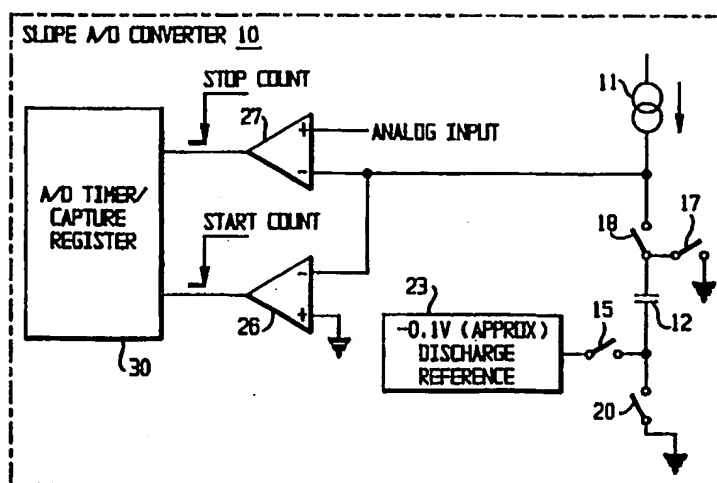 SLOPE A/D CONVERTER 10
STOP COUNT
11
27
+
ANALOG INPUT
-
A/D TIMER/
CAPTURE
REGISTER
START COUNT
18
17
-
+
26
23
12
-0.1V (APPROX)
DISCHARGE
REFERENCE
15
30
20